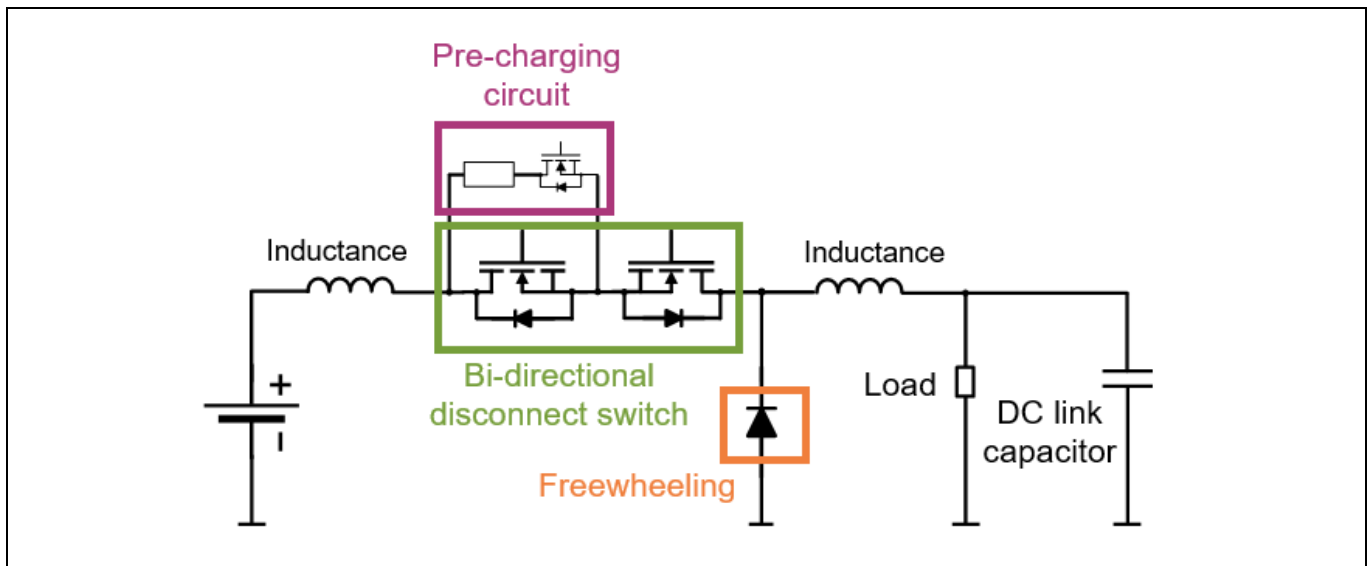 Pre-charging
circuit
Inductance
Inductance
Bi-directional
disconnect switch
Load
DC link
capacitor
Freewheeling
+
-